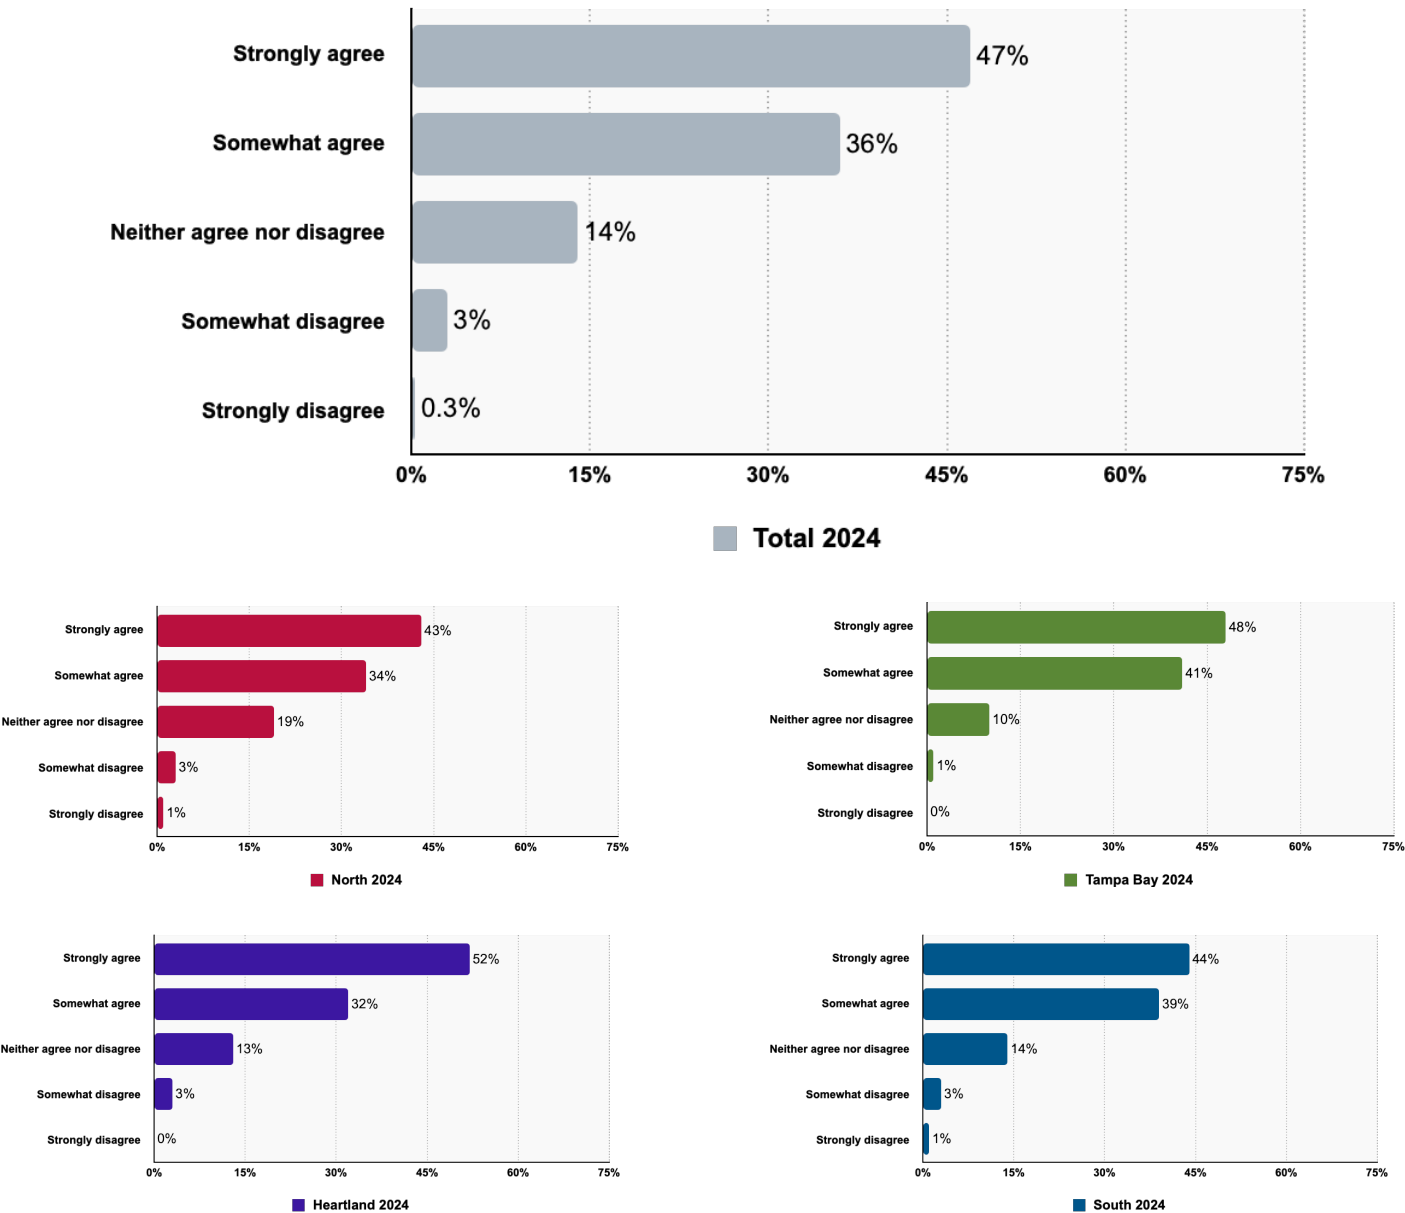 Strongly agree 47%
Somewhat agree 36%
Neither agree nor disagree 14%
Somewhat disagree 3%
Strongly disagree 0.3%
0% 15% 30% 45% 60% 75%
Total 2024
Strongly agree 43%
Somewhat agree 34%
Neither agree nor disagree 19%
Somewhat disagree 3%
Strongly disagree 1%
0% 15% 30% 45% 60% 75%
North 2024
Strongly agree 48%
Somewhat agree 41%
Neither agree nor disagree 10%
Somewhat disagree 1%
Strongly disagree 0%
0% 15% 30% 45% 60% 75%
Tampa Bay 2024
Strongly agree 52%
Somewhat agree 32%
Neither agree nor disagree 13%
Somewhat disagree 3%
Strongly disagree 0%
0% 15% 30% 45% 60% 75%
Heartland 2024
Strongly agree 44%
Somewhat agree 39%
Neither agree nor disagree 14%
Somewhat disagree 3%
Strongly disagree 1%
0% 15% 30% 45% 60% 75%
South 2024